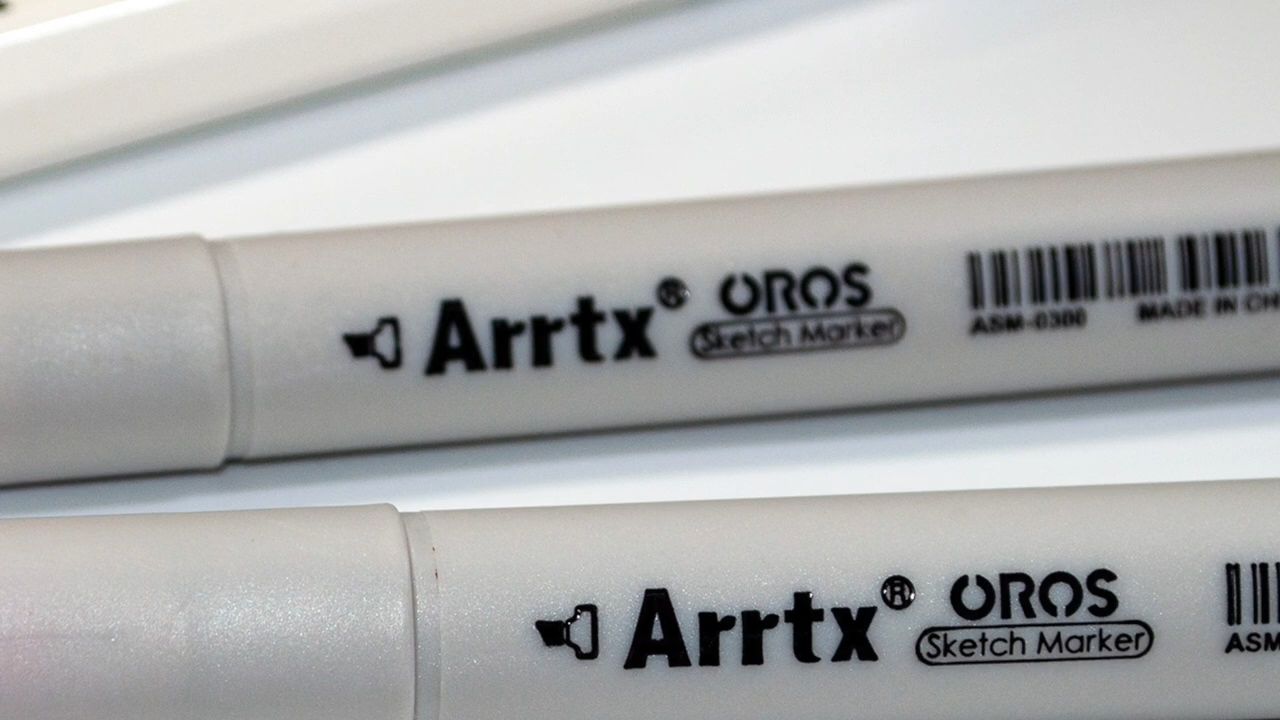 Arrtx® OROS
Sketch Marker
ASM-0300 MADE IN CH
Arrtx® OROS
Sketch Marker
ASM